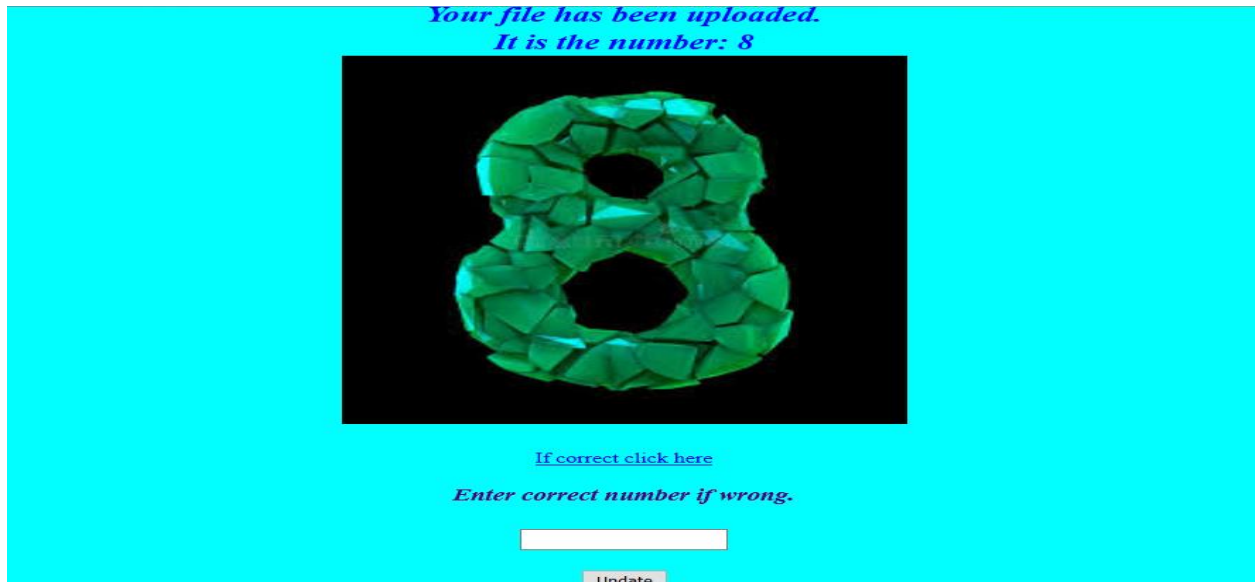 Your file has been uploaded.
It is the number: 8
8
If correct click here
Enter correct number if wrong.
Update